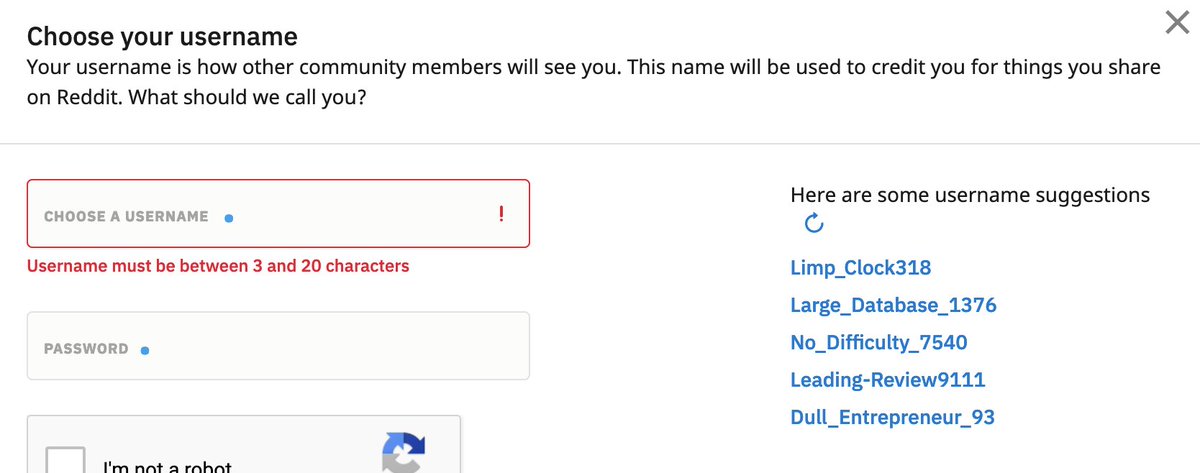 Choose your username
Your username is how other community members will see you. This name will be used to credit you for things you share
on Reddit. What should we call you?
CHOOSE A USERNAME
!
Username must be between 3 and 20 characters
PASSWORD
I'm not a robot
Here are some username suggestions
Limp_Clock318
Large_Database_1376
No_Difficulty_7540
Leading-Review9111
Dull_Entrepreneur_93